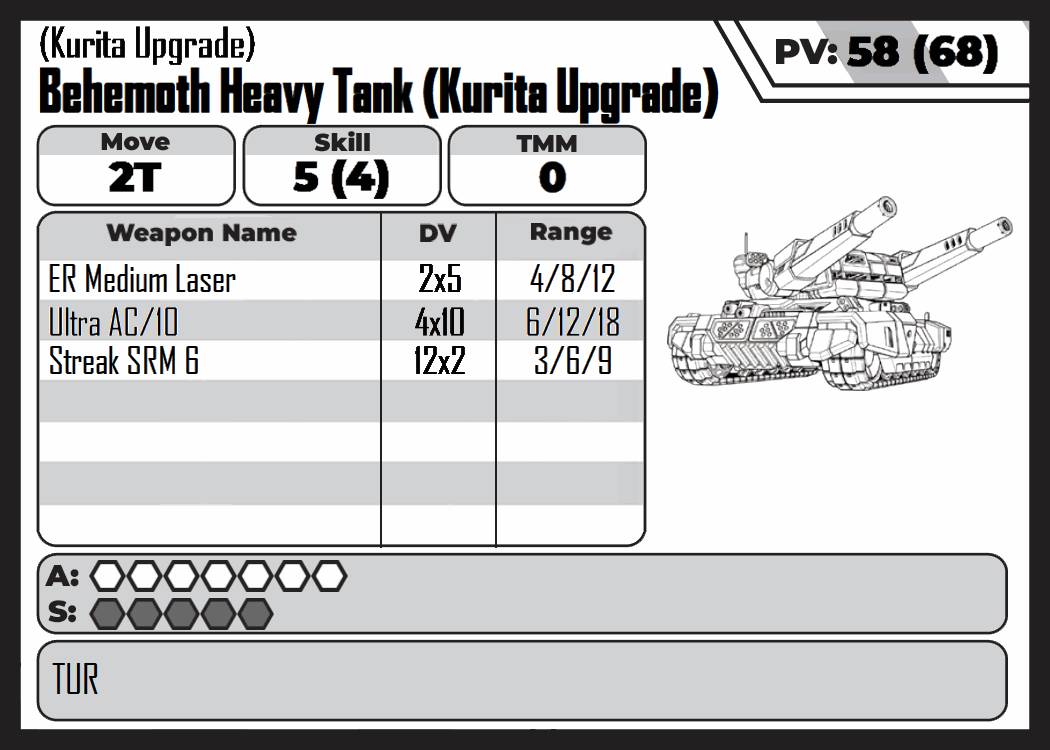 (Kurita Upgrade)
PV: 58 (68)
Behemoth Heavy Tank (Kurita Upgrade)
Move Skill TMM
2T 5 (4) 0
Weapon Name DV Range
ER Medium Laser 2x5 4/8/12
Ultra AC/10 4x10 6/12/18
Streak SRM 6 12x2 3/6/9
A:
S:
TUR